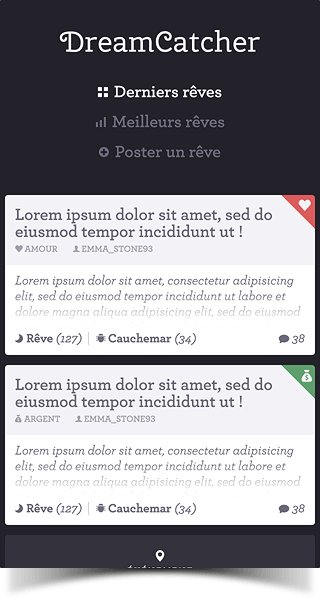 DreamCatcher
Derniers rêves
Meilleurs rêves
Poster un rêve
Lorem ipsum dolor sit amet, sed do
eiusmod tempor incididunt ut !
AMOUR EMMA_STONE93
Lorem ipsum dolor sit amet, consectetur adipisicing
elit, sed do eiusmod tempor incididunt ut labore et
dolore magna aliqua adipisicing, sed do eiusmod
Rêve (127) Cauchemar (34) 38
Lorem ipsum dolor sit amet, sed do
eiusmod tempor incididunt ut !
ARGENT EMMA_STONE93
Lorem ipsum dolor sit amet, consectetur adipisicing
elit, sed do eiusmod tempor incididunt ut labore et
dolore magna aliqua adipisicing, sed do eiusmod
Rêve (127) Cauchemar (34) 38